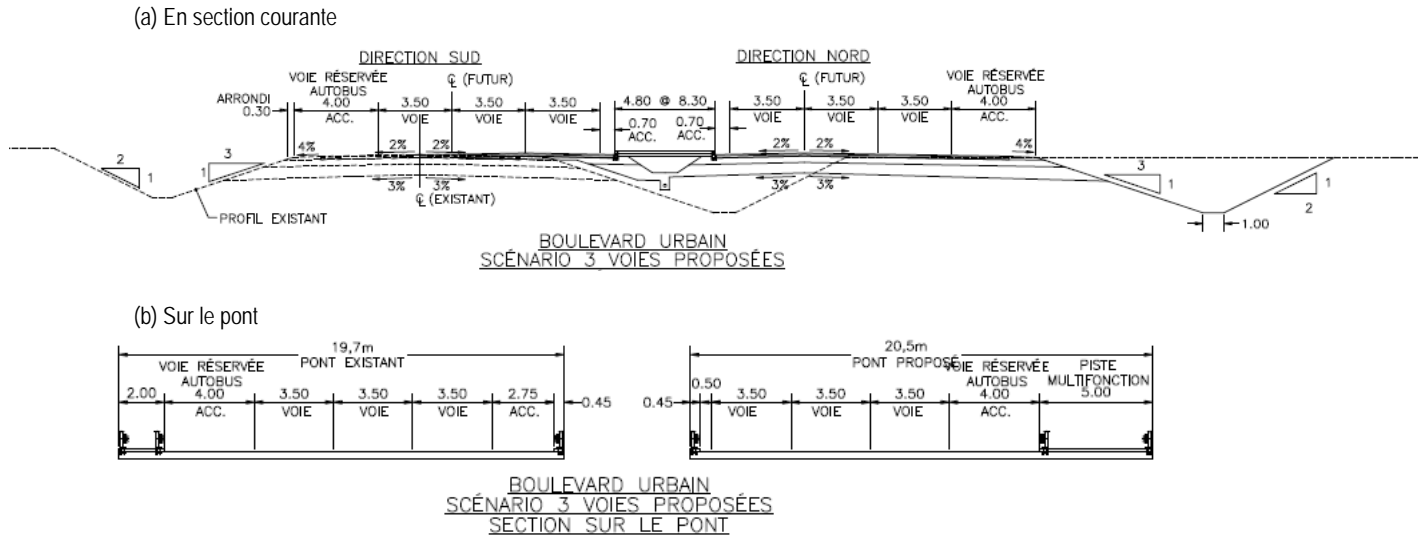 (a) En section courante
DIRECTION SUD
DIRECTION NORD
VOIE RÉSERVÉE
AUTOBUS
℄ (FUTUR)
℄ (FUTUR)
VOIE RÉSERVÉE
AUTOBUS
ARRONDI
0.30
4.00
3.50
3.50
3.50
4.80 @ 8.30
3.50
3.50
3.50
4.00
ACC.
VOIE
VOIE
VOIE
0.70
ACC.
0.70
ACC.
VOIE
VOIE
VOIE
ACC.
4%
2%
2%
2%
2%
4%
2
1
3
1
3%
3%
3%
3%
3
1
1
2
℄ (EXISTANT)
PROFIL EXISTANT
1.00
BOULEVARD URBAIN
SCÉNARIO 3 VOIES PROPOSÉES
(b) Sur le pont
19,7m
PONT EXISTANT
VOIE RÉSERVÉE
AUTOBUS
2.00
4.00
3.50
3.50
3.50
2.75
0.45
ACC.
VOIE
VOIE
VOIE
ACC.
20,5m
PONT PROPOSÉ
VOIE RÉSERVÉE
AUTOBUS
PISTE
MULTIFONCTION
0.50
0.45
3.50
3.50
3.50
4.00
5.00
VOIE
VOIE
VOIE
ACC.
BOULEVARD URBAIN
SCÉNARIO 3 VOIES PROPOSÉES
SECTION SUR LE PONT